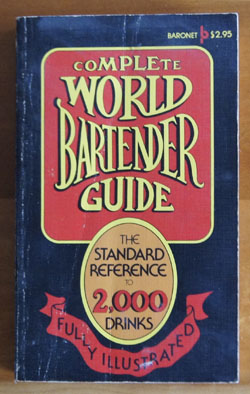 BARONET $2.95
COMPLETE
WORLD
BARTENDER
GUIDE
THE
STANDARD
REFERENCE
TO
2,000
DRINKS
FULLY ILLUSTRATED